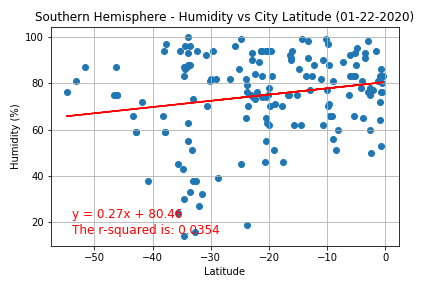 Southern Hemisphere - Humidity vs City Latitude (01-22-2020)
100
80
60
40
20
Humidity (%)
y = 0.27x + 80.46
The r-squared is: 0.0354
−50
−40
−30
−20
−10
0
Latitude